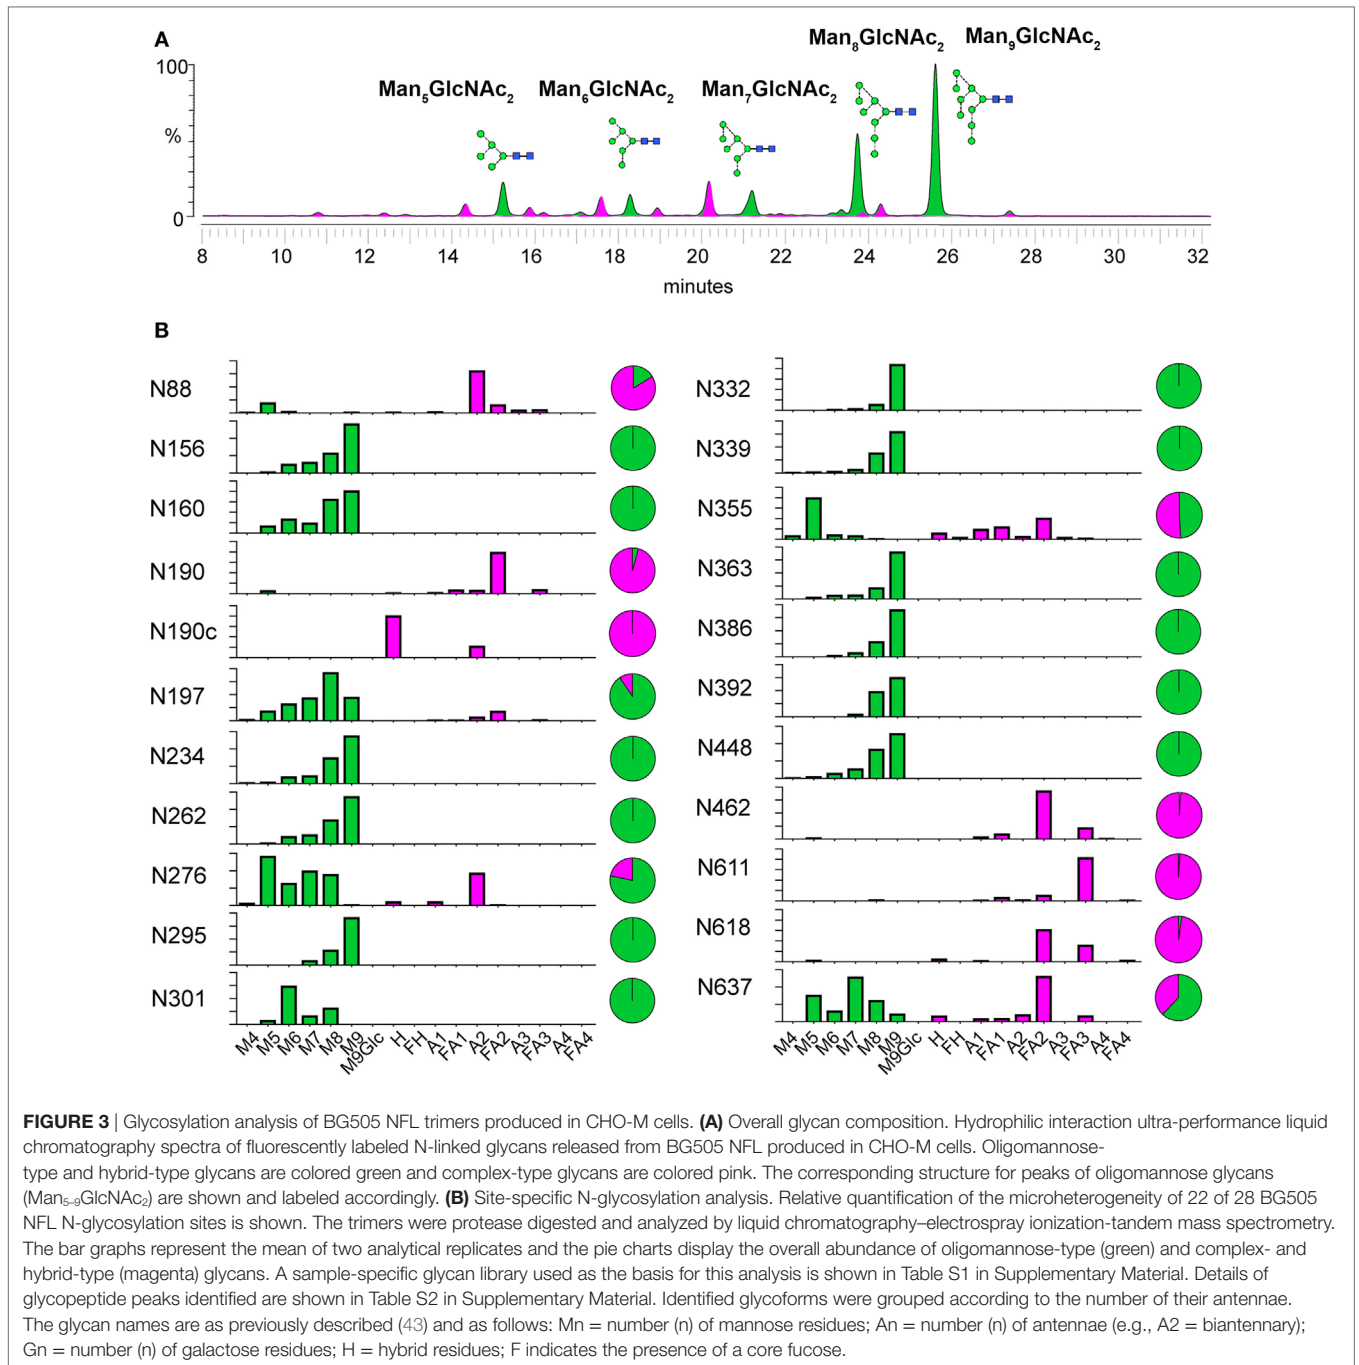 A
Man8GlcNAc2 Man9GlcNAc2
Man5GlcNAc2 Man6GlcNAc2 Man7GlcNAc2
100
%
0
8 10 12 14 16 18 20 22 24 26 28 30 32
minutes
B
N88
N156
N160
N190
N190c
N197
N234
N262
N276
N295
N301
M4 M5 M6 M7 M8 M9 M9Glc H FH A1 FA1 A2 FA2 A3 FA3 A4 FA4
N332
N339
N355
N363
N386
N392
N448
N462
N611
N618
N637
M4 M5 M6 M7 M8 M9 M9Glc H FH A1 FA1 A2 FA2 A3 FA3 A4 FA4
FIGURE 3 | Glycosylation analysis of BG505 NFL trimers produced in CHO-M cells. (A) Overall glycan composition. Hydrophilic interaction ultra-performance liquid
chromatography spectra of fluorescently labeled N-linked glycans released from BG505 NFL produced in CHO-M cells. Oligomannose-
type and hybrid-type glycans are colored green and complex-type glycans are colored pink. The corresponding structure for peaks of oligomannose glycans
(Man5–9GlcNAc2) are shown and labeled accordingly. (B) Site-specific N-glycosylation analysis. Relative quantification of the microheterogeneity of 22 of 28 BG505
NFL N-glycosylation sites is shown. The trimers were protease digested and analyzed by liquid chromatography–electrospray ionization-tandem mass spectrometry.
The bar graphs represent the mean of two analytical replicates and the pie charts display the overall abundance of oligomannose-type (green) and complex- and
hybrid-type (magenta) glycans. A sample-specific glycan library used as the basis for this analysis is shown in Table S1 in Supplementary Material. Details of
glycopeptide peaks identified are shown in Table S2 in Supplementary Material. Identified glycoforms were grouped according to the number of their antennae.
The glycan names are as previously described (43) and as follows: Mn = number (n) of mannose residues; An = number (n) of antennae (e.g., A2 = biantennary);
Gn = number (n) of galactose residues; H = hybrid residues; F indicates the presence of a core fucose.